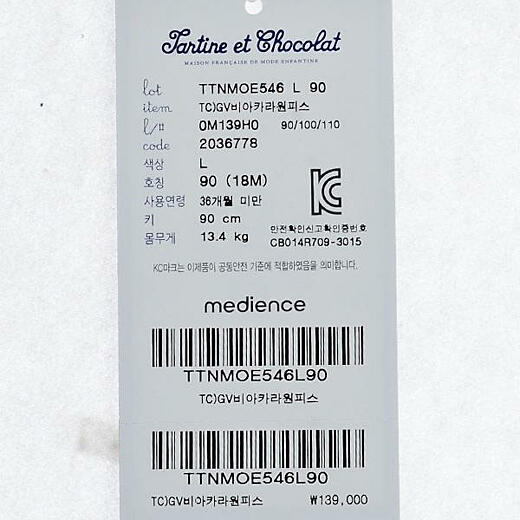 Tartine et Chocolat
MAISON FRANÇAISE DE MODE ENFANTINE
lot TTNMOE546 L 90
item TC)GV비아카라원피스
l/# 0M139H0 90/100/110
code 2036778
색상 L
호칭 90 (18M)
사용연령 36개월 미만
키 90 cm
몸무게 13.4 kg
안전확인신고확인증번호
CB014R709-3015
KC마크는 이제품이 공동안전 기준에 적합하였음을 의미합니다.
medience
TTNMOE546L90
TC)GV비아카라원피스
TTNMOE546L90
TC)GV비아카라원피스 ₩139,000